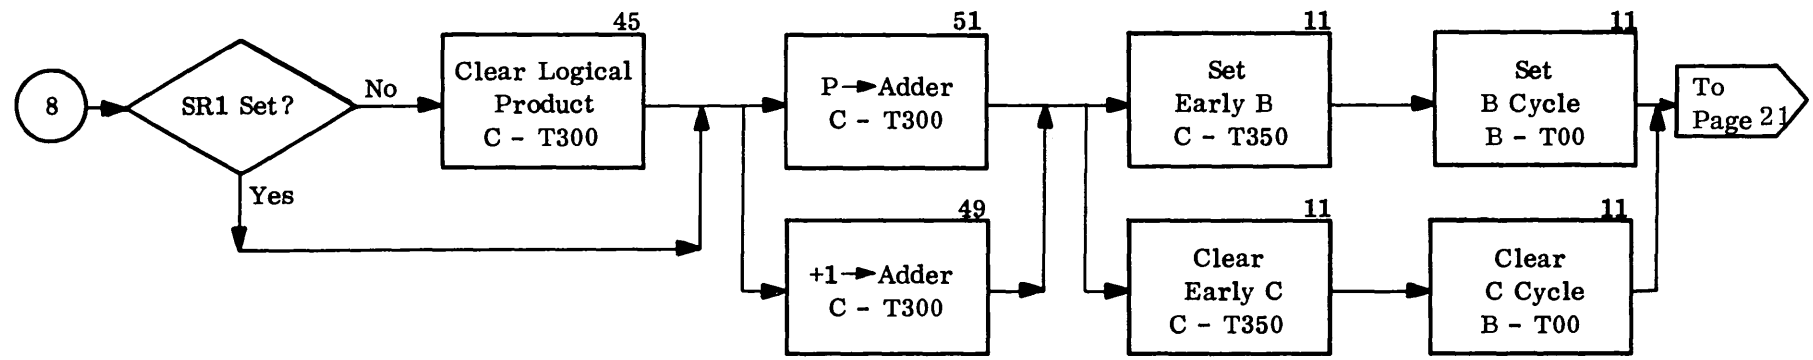 8
SR1 Set?
No
Yes
45
Clear Logical
Product
C - T300
51
P→Adder
C - T300
49
+1→Adder
C - T300
11
Set
Early B
C - T350
11
Clear
Early C
C - T350
11
Set
B Cycle
B - T00
11
Clear
C Cycle
B - T00
To
Page 21